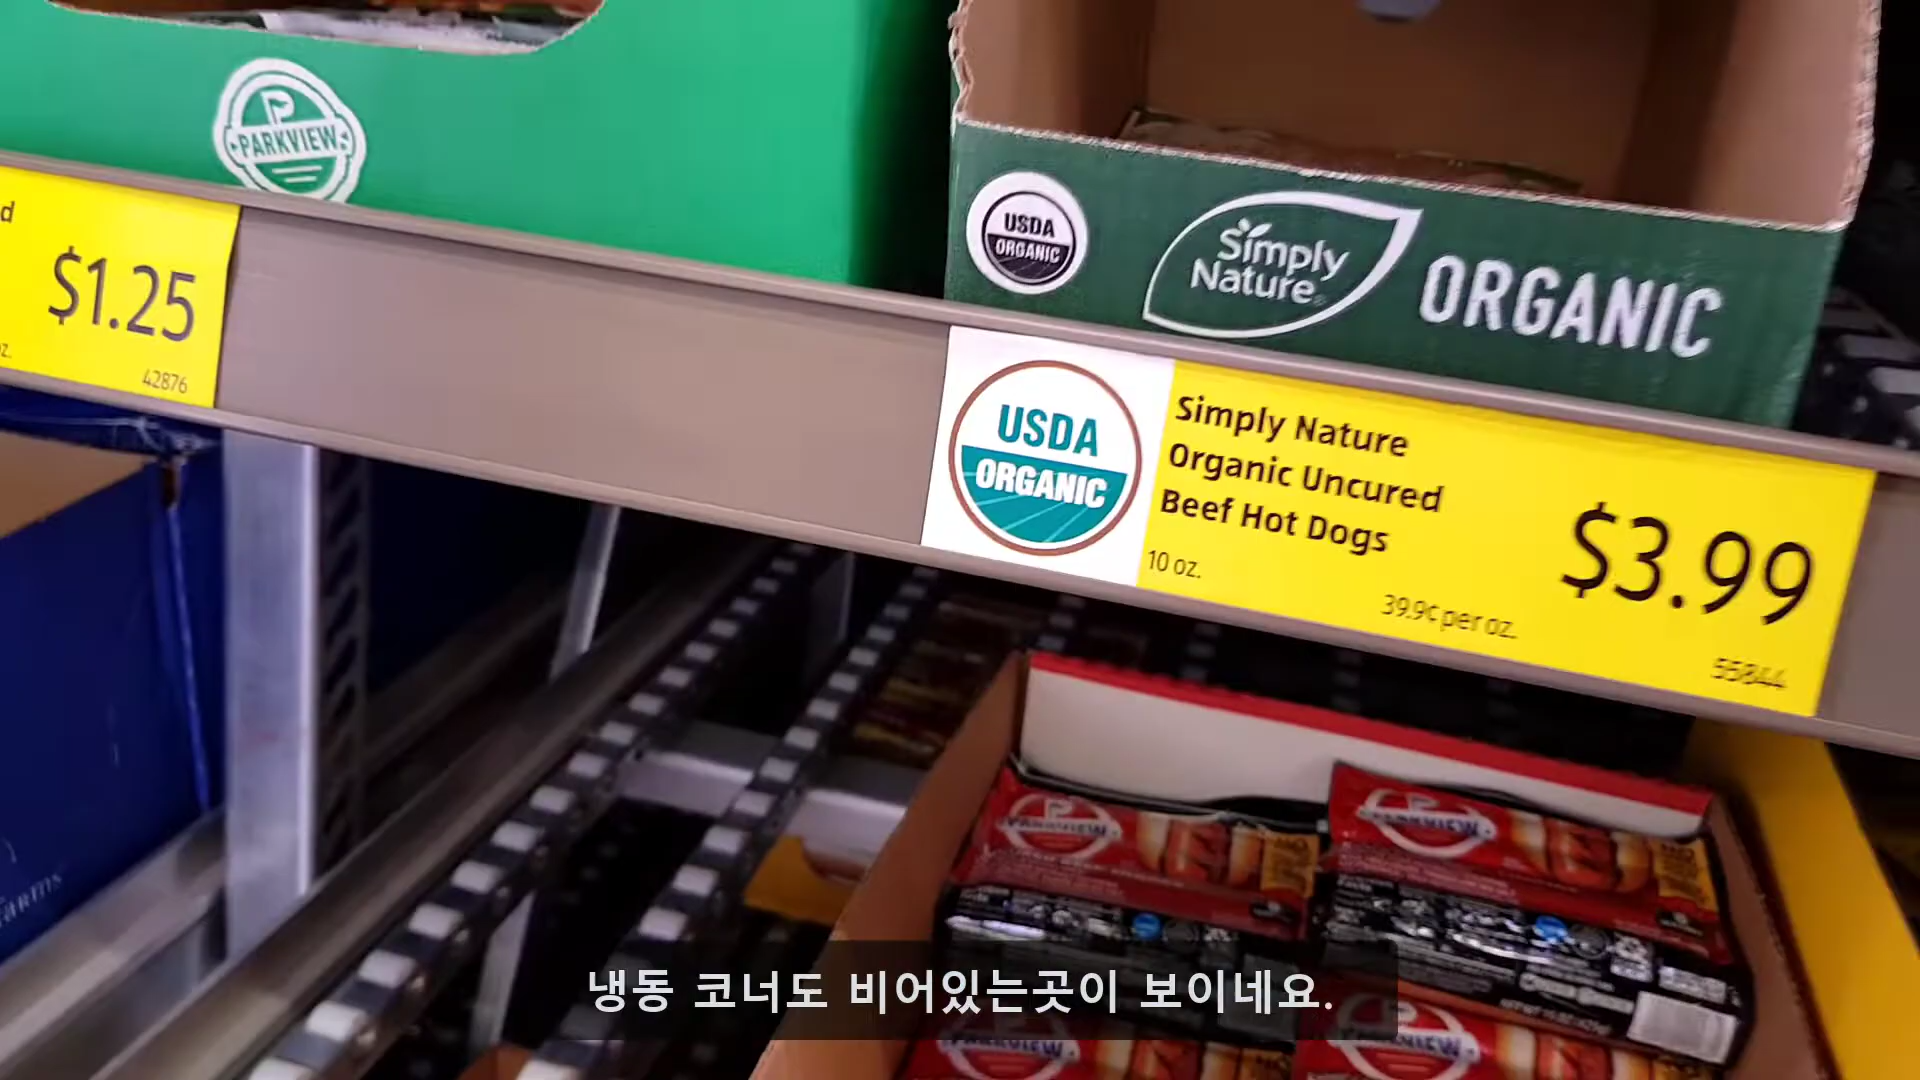 P
PARKVIEW
d
$1.25
z.
42876
USDA
ORGANIC
Simply
Nature
ORGANIC
USDA
ORGANIC
Simply Nature
Organic Uncured
Beef Hot Dogs
10 oz.
39.9¢ per oz.
$3.99
55844
PARKVIEW
PARKVIEW
PARKVIEW
PARKVIEW
냉동 코너도 비어있는곳이 보이네요.